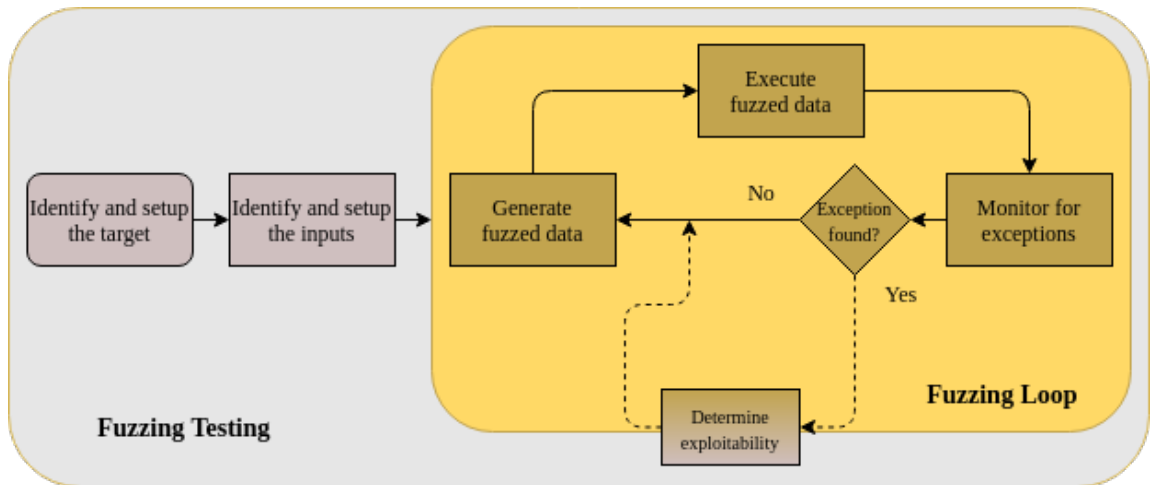 Execute
fuzzed data
Identify and setup
the target
Identify and setup
the inputs
Generate
fuzzed data
No
Exception
found?
Monitor for
exceptions
Yes
Determine
exploitability
Fuzzing Loop
Fuzzing Testing